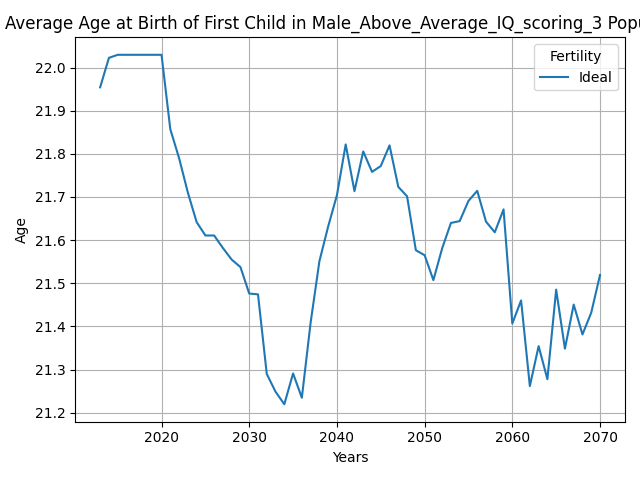 Average Age at Birth of First Child in Male_Above_Average_IQ_scoring_3
Fertility
Ideal
22.0
21.9
21.8
21.7
21.6
21.5
21.4
21.3
21.2
Age
2020 2030 2040 2050 2060 2070
Years